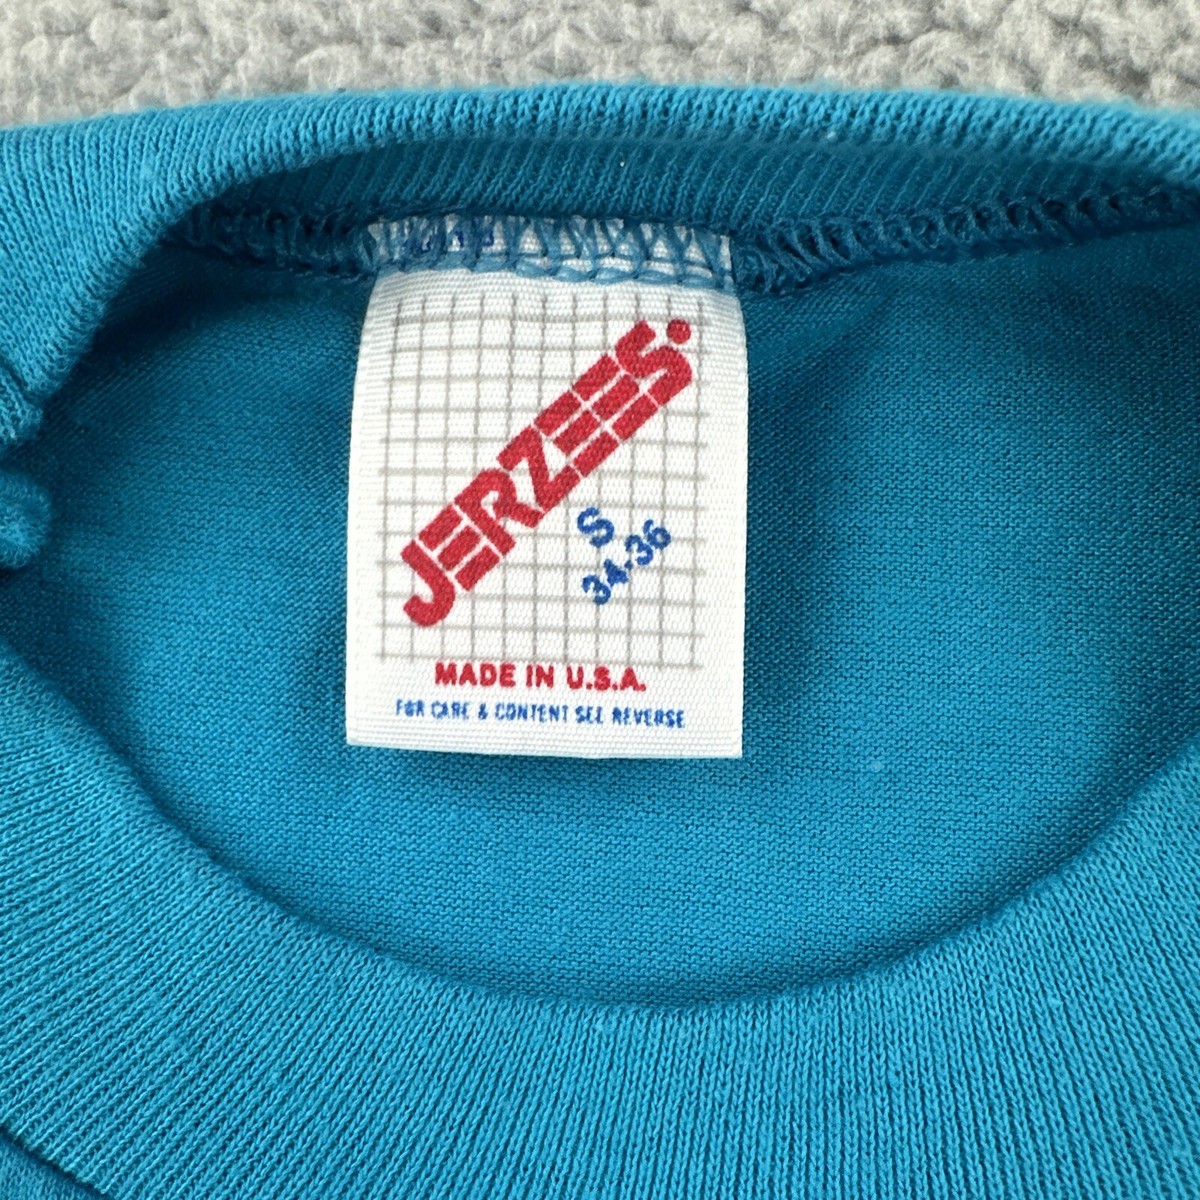 JERZEES
S
34-36
MADE IN U.S.A.
FOR CARE & CONTENT SEE REVERSE